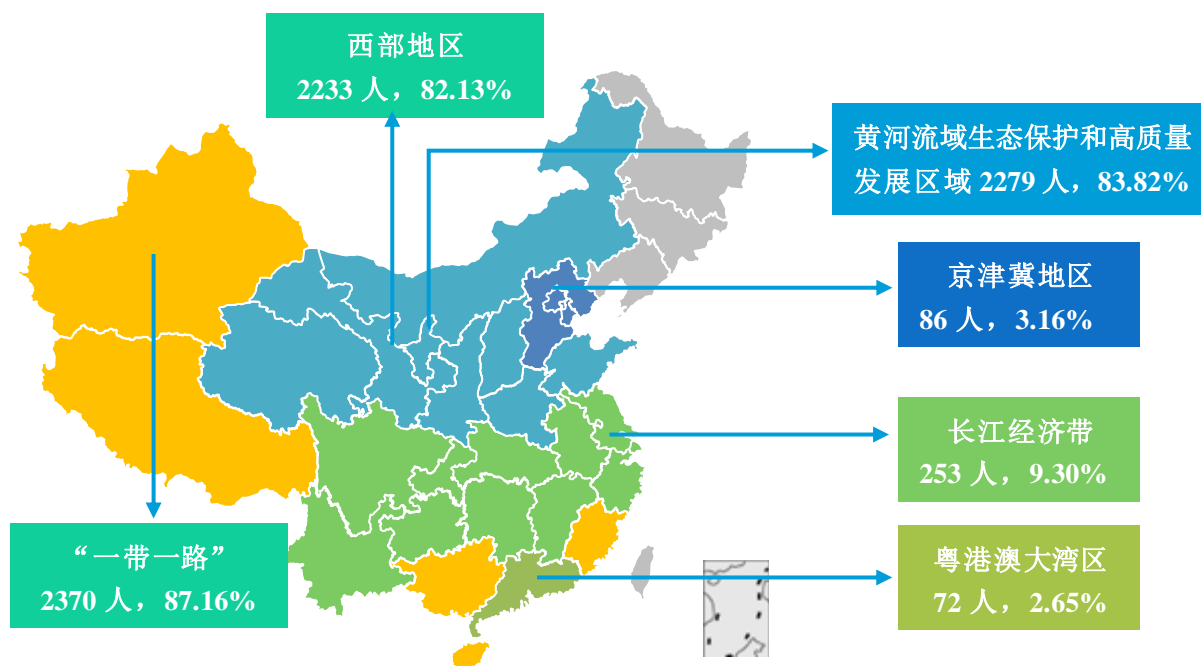 西部地区
2233 人，82.13%
黄河流域生态保护和高质量
发展区域 2279 人，83.82%
京津冀地区
86 人，3.16%
长江经济带
253 人，9.30%
“一带一路”
2370 人，87.16%
粤港澳大湾区
72 人，2.65%